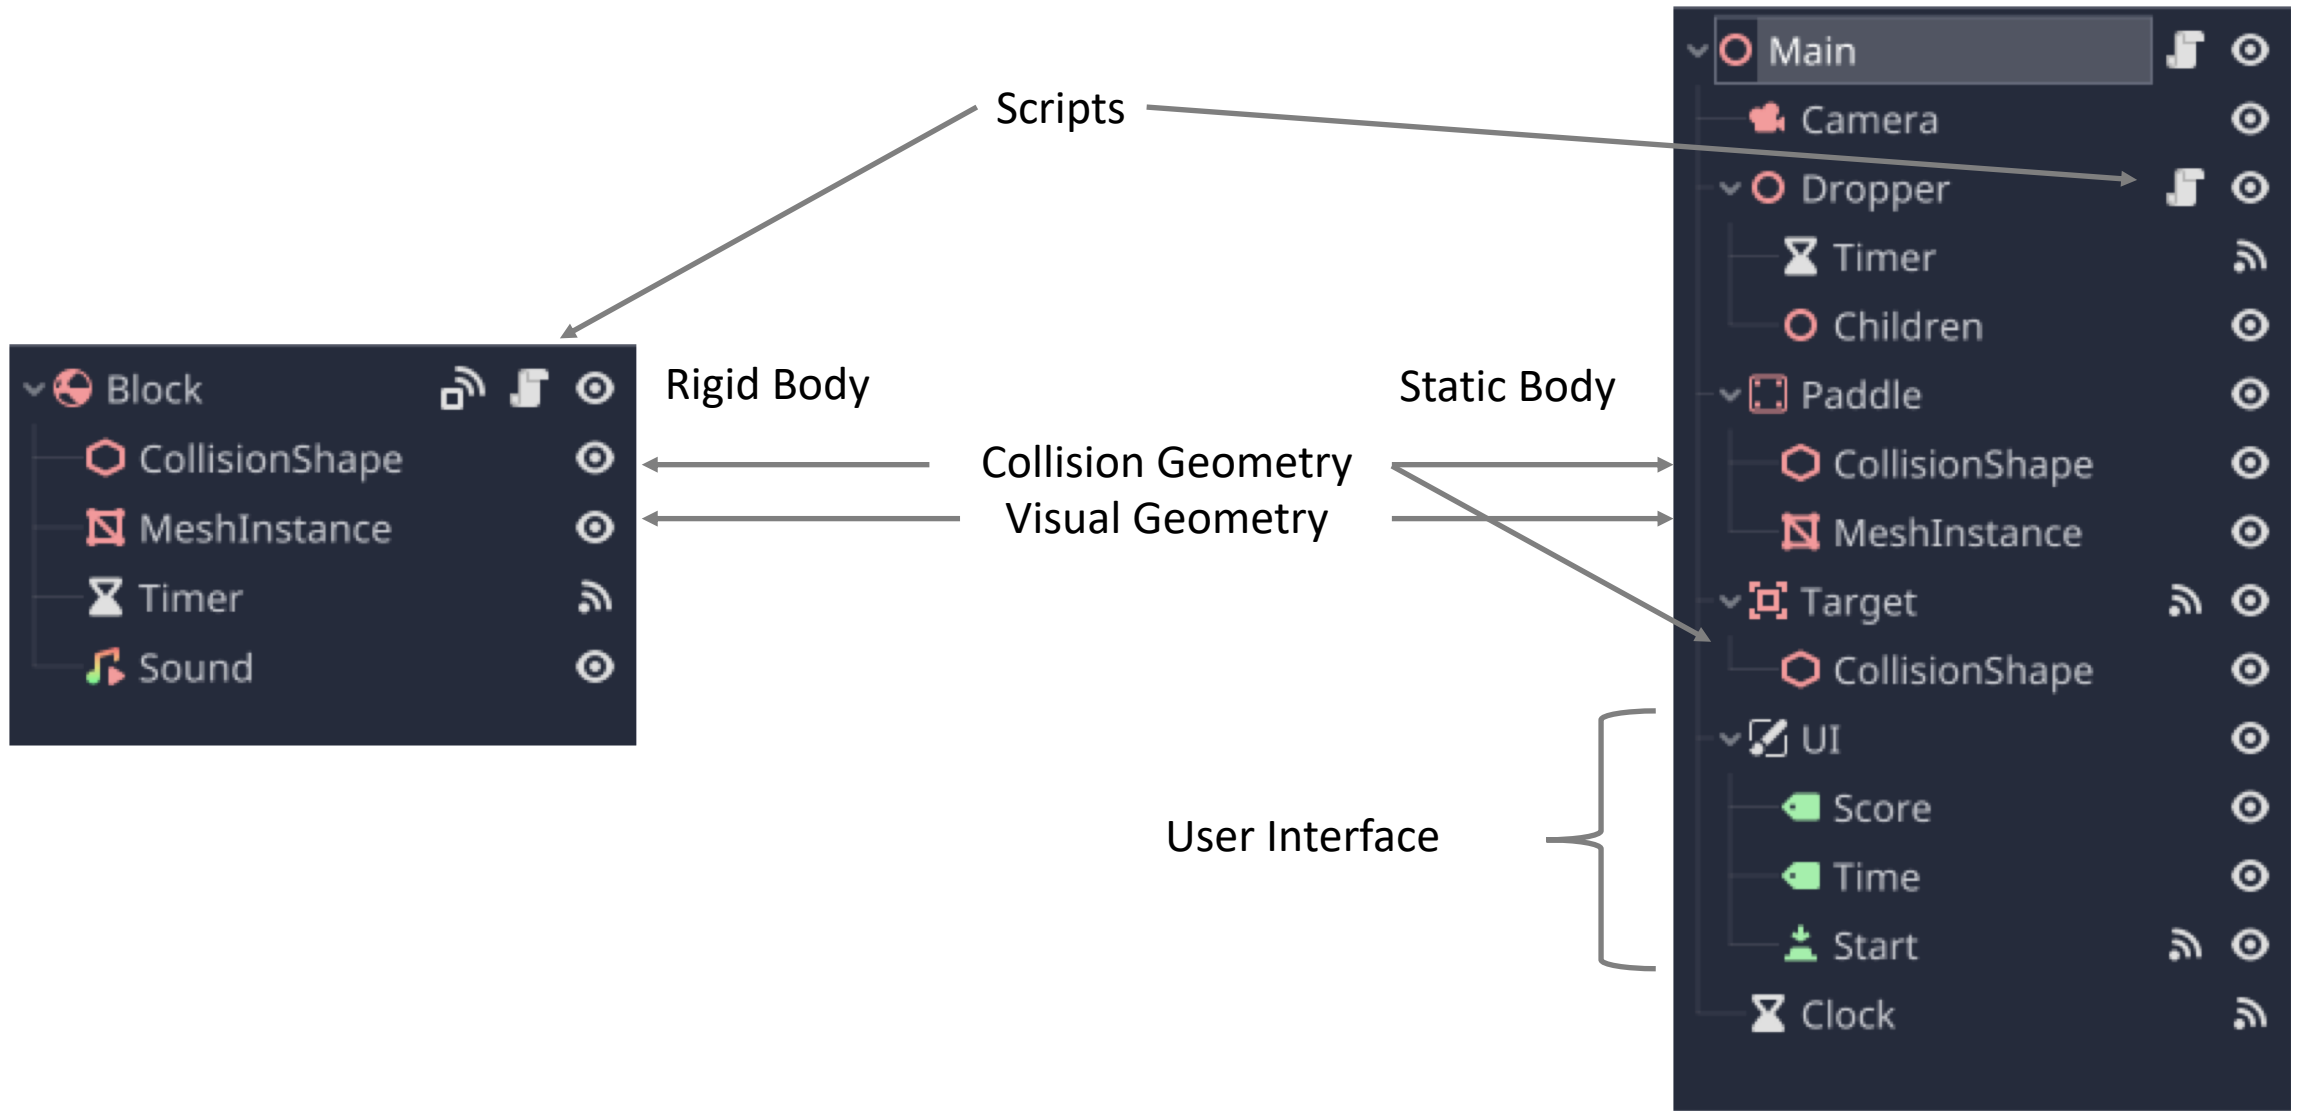 Scripts
Block
CollisionShape
MeshInstance
Timer
Sound
Rigid Body
Static Body
Collision Geometry
Visual Geometry
User Interface
Main
Camera
Dropper
Timer
Children
Paddle
CollisionShape
MeshInstance
Target
CollisionShape
UI
Score
Time
Start
Clock